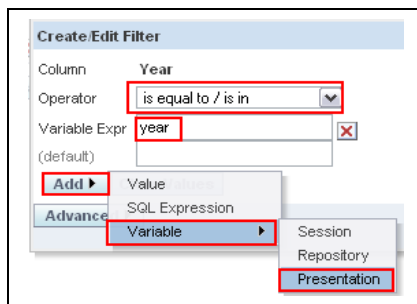 Create/Edit Filter
Column Year
Operator is equal to / is in
Variable Expr year
(default)
Add
Value
SQL Expression
Advance
Variable
Session
Repository
Presentation